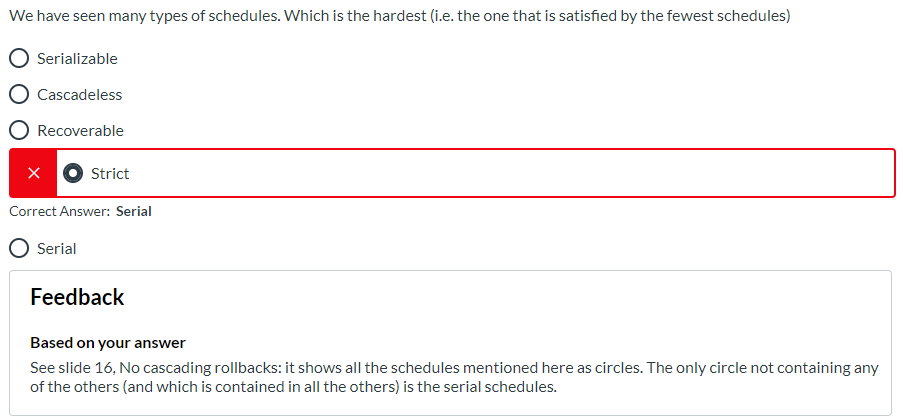 We have seen many types of schedules. Which is the hardest (i.e. the one that is satisfied by the fewest schedules)
Serializable
Cascadeless
Recoverable
Strict
Correct Answer: Serial
Serial
Feedback
Based on your answer
See slide 16, No cascading rollbacks: it shows all the schedules mentioned here as circles. The only circle not containing any
of the others (and which is contained in all the others) is the serial schedules.